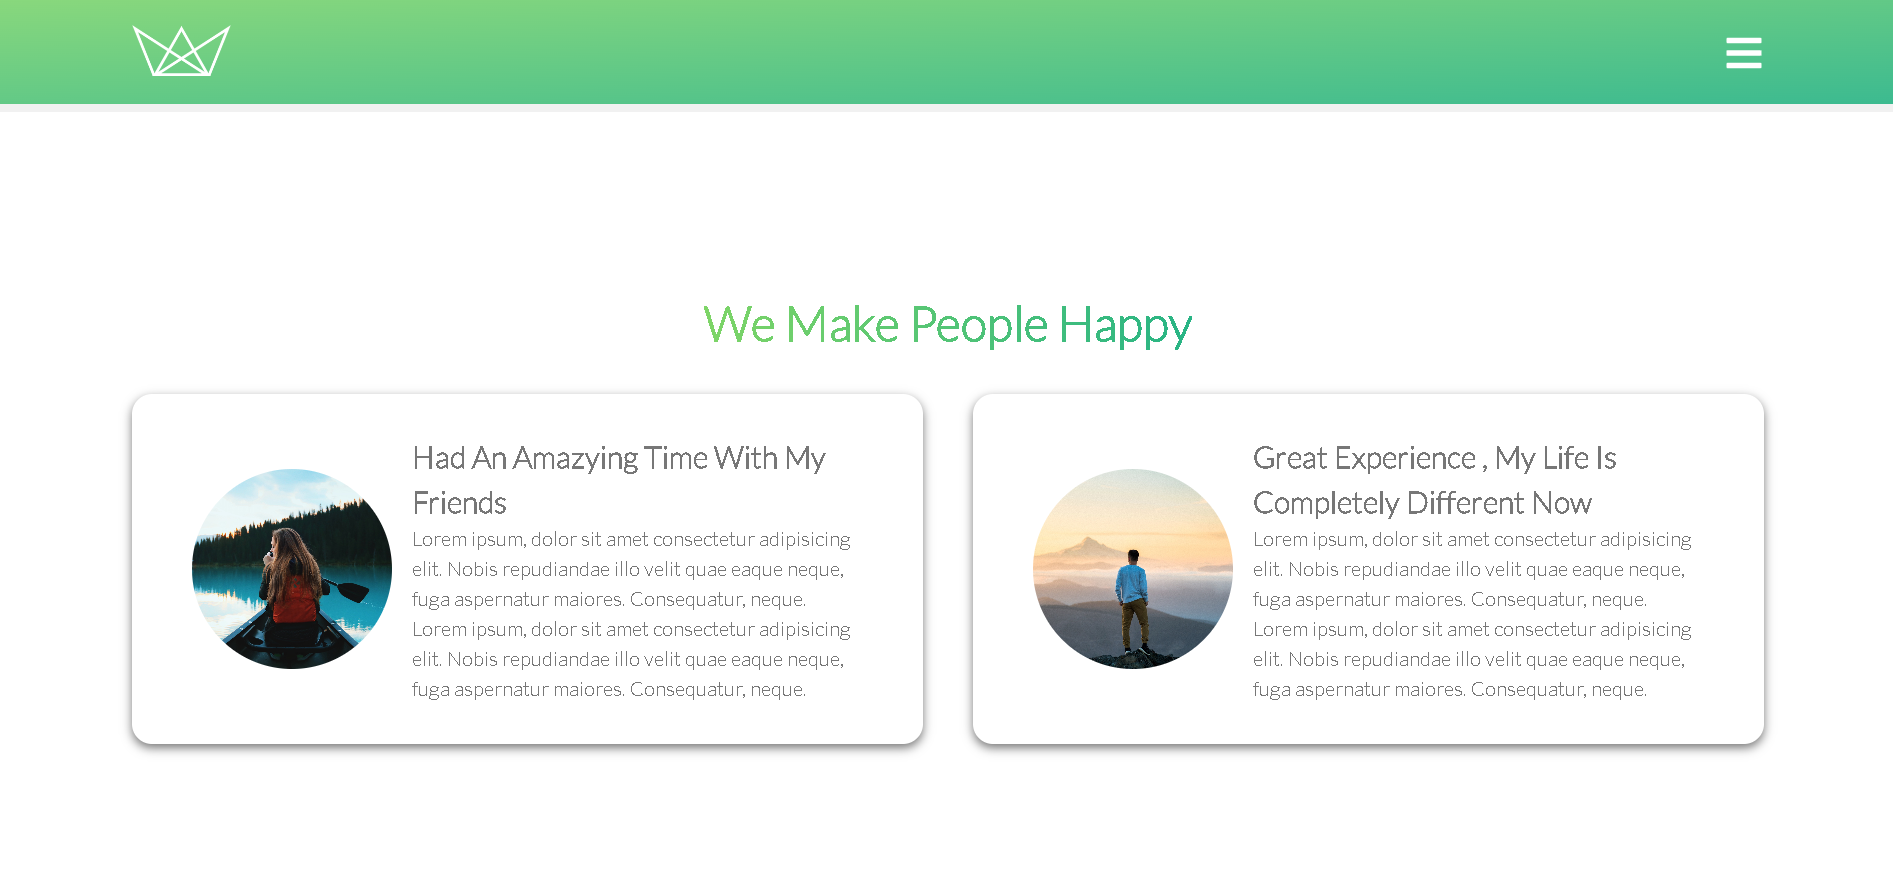 We Make People Happy
Had An Amazying Time With My
Friends
Lorem ipsum, dolor sit amet consectetur adipisicing
elit. Nobis repudiandae illo velit quae eaque neque,
fuga aspernatur maiores. Consequatur, neque.
Lorem ipsum, dolor sit amet consectetur adipisicing
elit. Nobis repudiandae illo velit quae eaque neque,
fuga aspernatur maiores. Consequatur, neque.
Great Experience , My Life Is
Completely Different Now
Lorem ipsum, dolor sit amet consectetur adipisicing
elit. Nobis repudiandae illo velit quae eaque neque,
fuga aspernatur maiores. Consequatur, neque.
Lorem ipsum, dolor sit amet consectetur adipisicing
elit. Nobis repudiandae illo velit quae eaque neque,
fuga aspernatur maiores. Consequatur, neque.